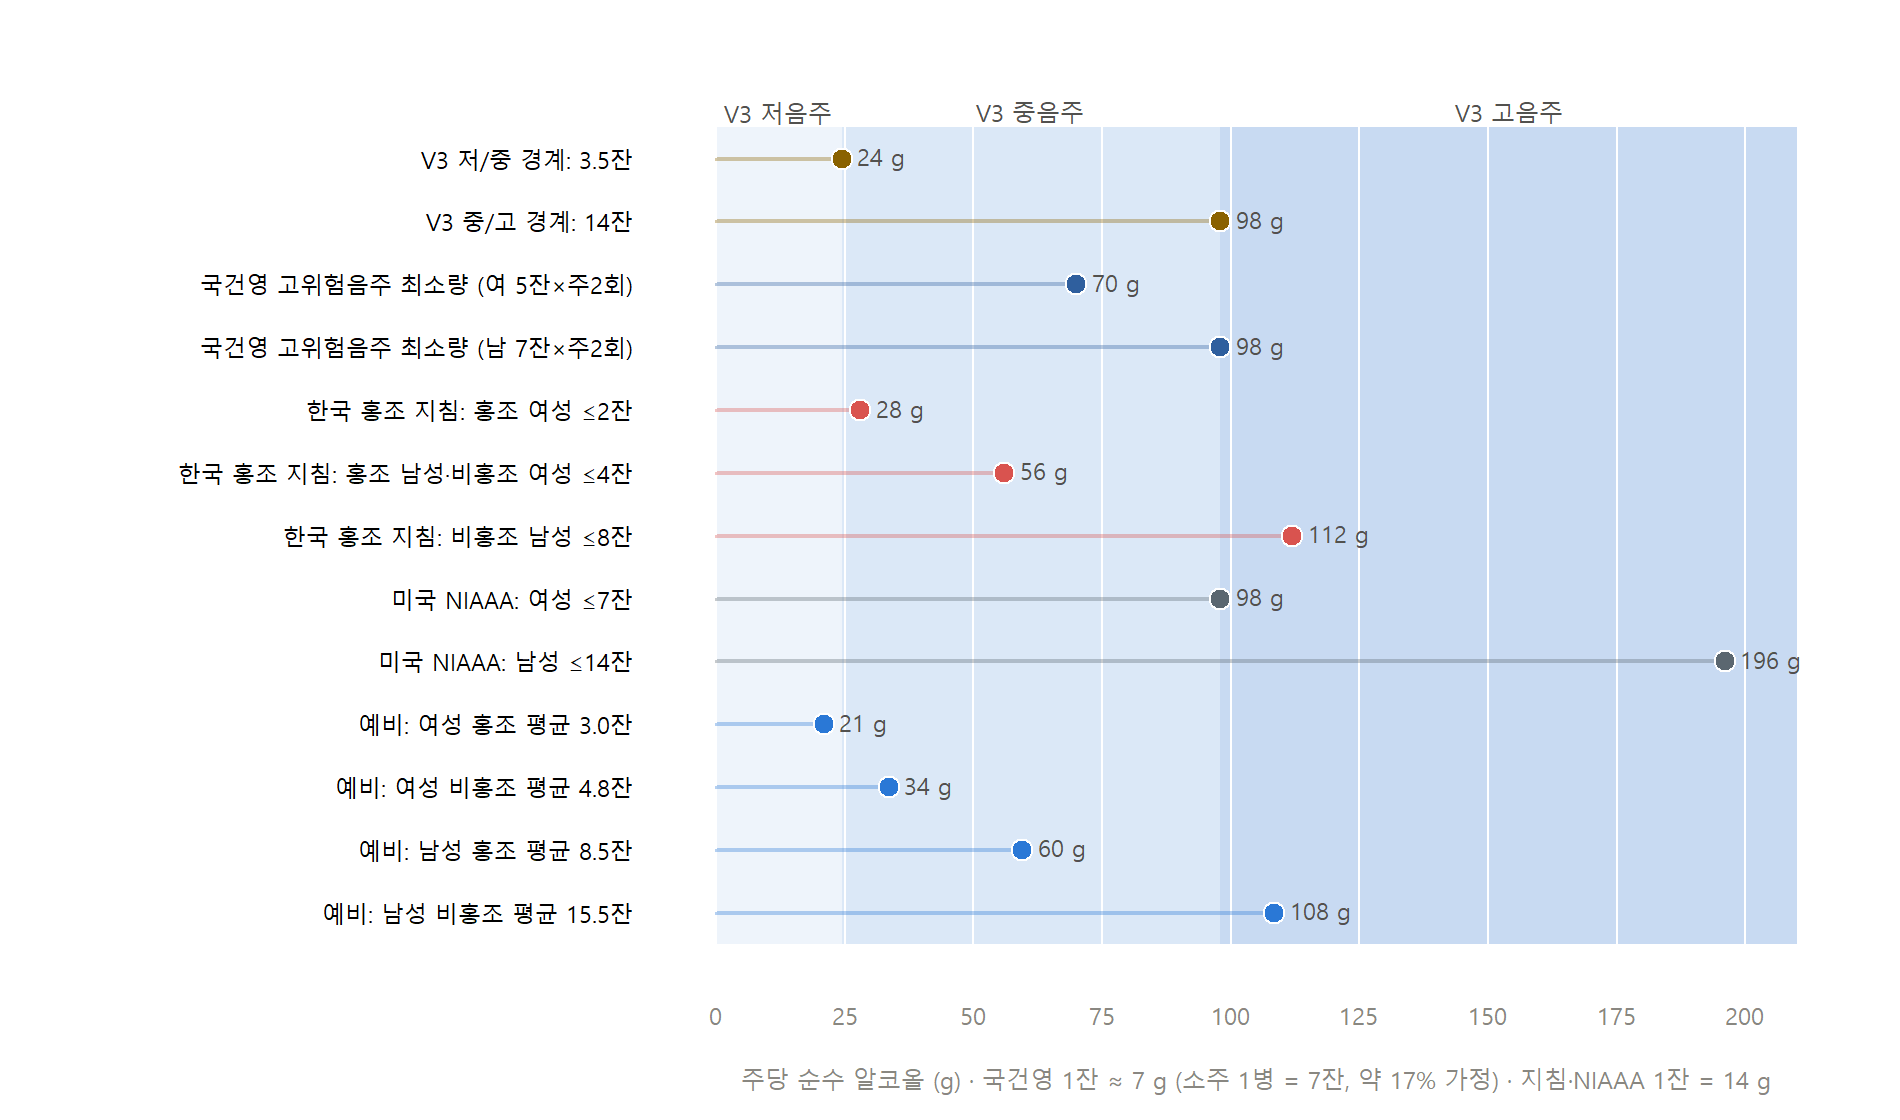 V3 저음주 V3 중음주 V3 고음주
V3 저/중 경계: 3.5잔 24 g
V3 중/고 경계: 14잔 98 g
국건영 고위험음주 최소량 (여 5잔×주2회) 70 g
국건영 고위험음주 최소량 (남 7잔×주2회) 98 g
한국 홍조 지침: 홍조 여성 ≤2잔 28 g
한국 홍조 지침: 홍조 남성·비홍조 여성 ≤4잔 56 g
한국 홍조 지침: 비홍조 남성 ≤8잔 112 g
미국 NIAAA: 여성 ≤7잔 98 g
미국 NIAAA: 남성 ≤14잔 196 g
예비: 여성 홍조 평균 3.0잔 21 g
예비: 여성 비홍조 평균 4.8잔 34 g
예비: 남성 홍조 평균 8.5잔 60 g
예비: 남성 비홍조 평균 15.5잔 108 g
0 25 50 75 100 125 150 175 200
주당 순수 알코올 (g) · 국건영 1잔 ≈ 7 g (소주 1병 = 7잔, 약 17% 가정) · 지침·NIAAA 1잔 = 14 g